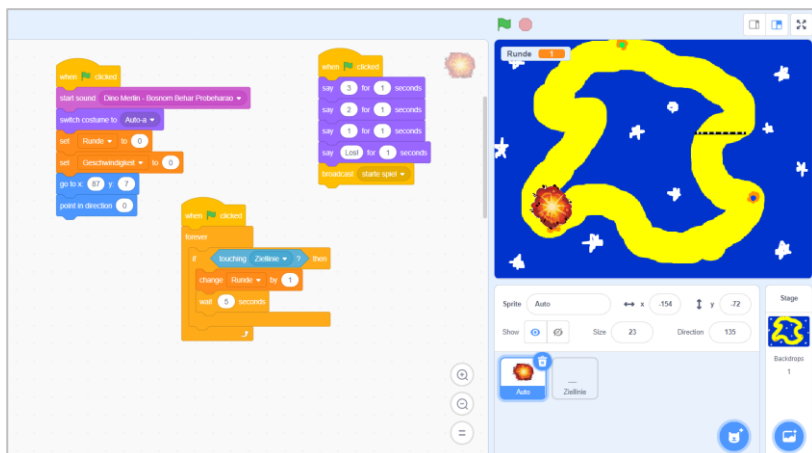 when clicked
start sound Dino Merlin - Bosnom Behar Probeharao
switch costume to Auto-a
set Runde to 0
set Geschwindigkeit to 0
go to x: 87 y: 7
point in direction 0
when clicked
say 3 for 1 seconds
say 2 for 1 seconds
say 1 for 1 seconds
say Los! for 1 seconds
broadcast starte spiel
when clicked
forever
if touching Ziellinie ? then
change Runde by 1
wait 5 seconds
Runde 1
Sprite Auto x -154 y -72
Show Size 23 Direction 135
Auto
Ziellinie
Stage
Backdrops
1